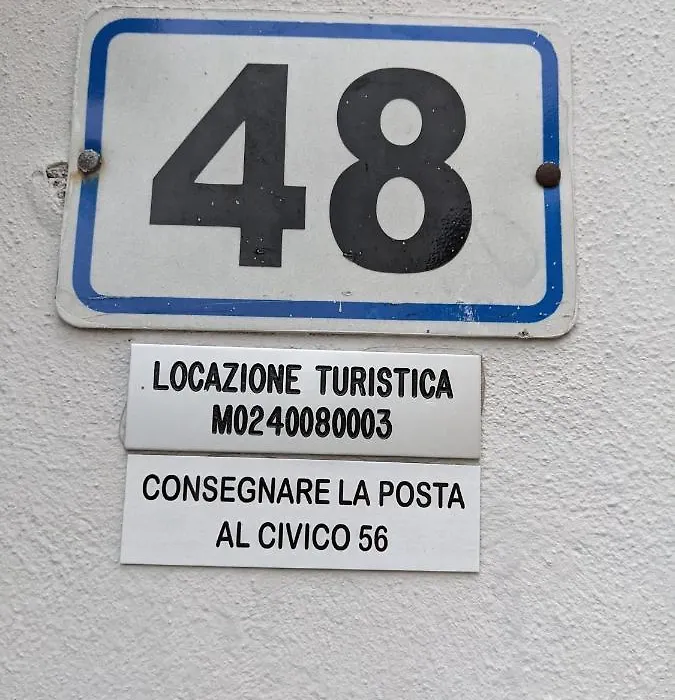 48
LOCAZIONE TURISTICA
M0240080003
CONSEGNARE LA POSTA
AL CIVICO 56